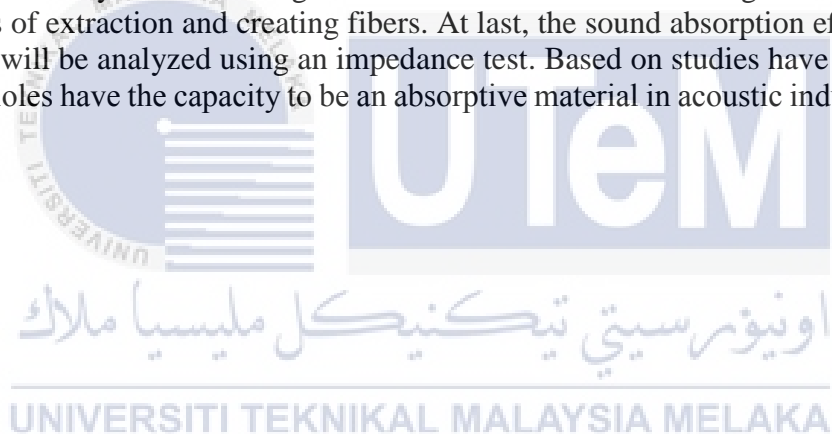 s of extraction and creating fibers. At last, the sound absorption
will be analyzed using an impedance test. Based on studies have
oles have the capacity to be an absorptive material in acoustic
UNIVERSITI TEKNIKAL
UTeM
اونيۏرسيتي تيكنيكل مليسيا ملاك
UNIVERSITI TEKNIKAL MALAYSIA MELAKA